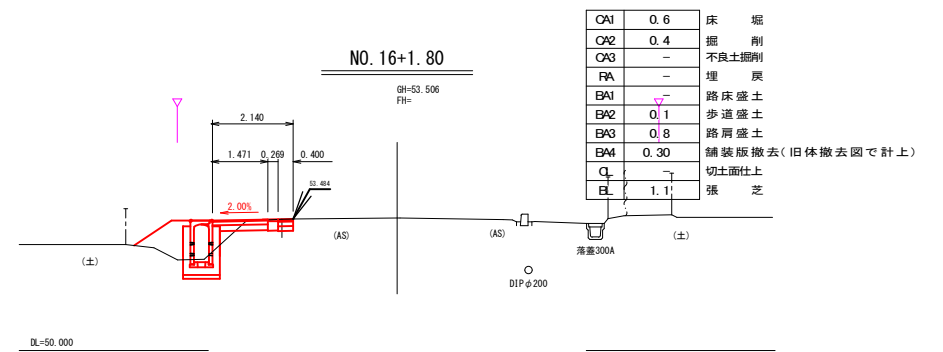 CA1 0.6 床 堀
CA2 0.4 掘 削
CA3 - 不良土掘削
RA - 埋 戻
BA1 - 路床盛土
BA2 0.1 歩道盛土
BA3 0.8 路肩盛土
BA4 0.30 舗装版撤去(旧体撤去図で計上)
CL - 切土面仕上
BL 1.1 張 芝
NO.16+1.80
GH=53.506
FH=
2.140
1.471 0.269 0.400
53.484
2.00%
(土)
(AS)
(AS)
(土)
落蓋300A
DIPφ200
DL=50.000